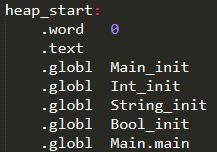 heap_start:
.word 0
.text
.globl Main_init
.globl Int_init
.globl String_init
.globl Bool_init
.globl Main.main